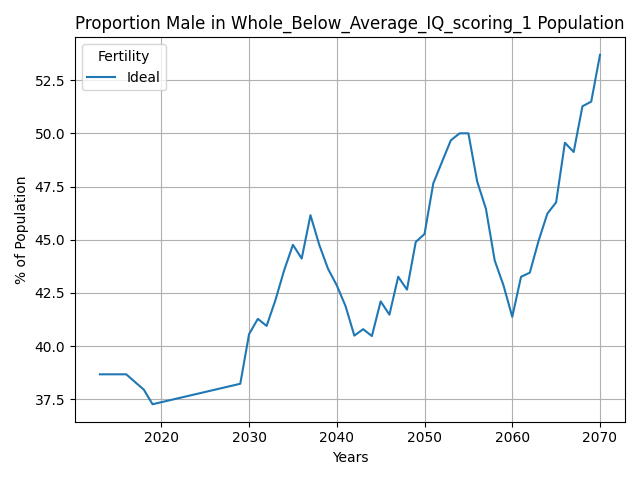 Proportion Male in Whole_Below_Average_IQ_scoring_1 Population
Fertility
Ideal
% of Population
52.5
50.0
47.5
45.0
42.5
40.0
37.5
2020 2030 2040 2050 2060 2070
Years